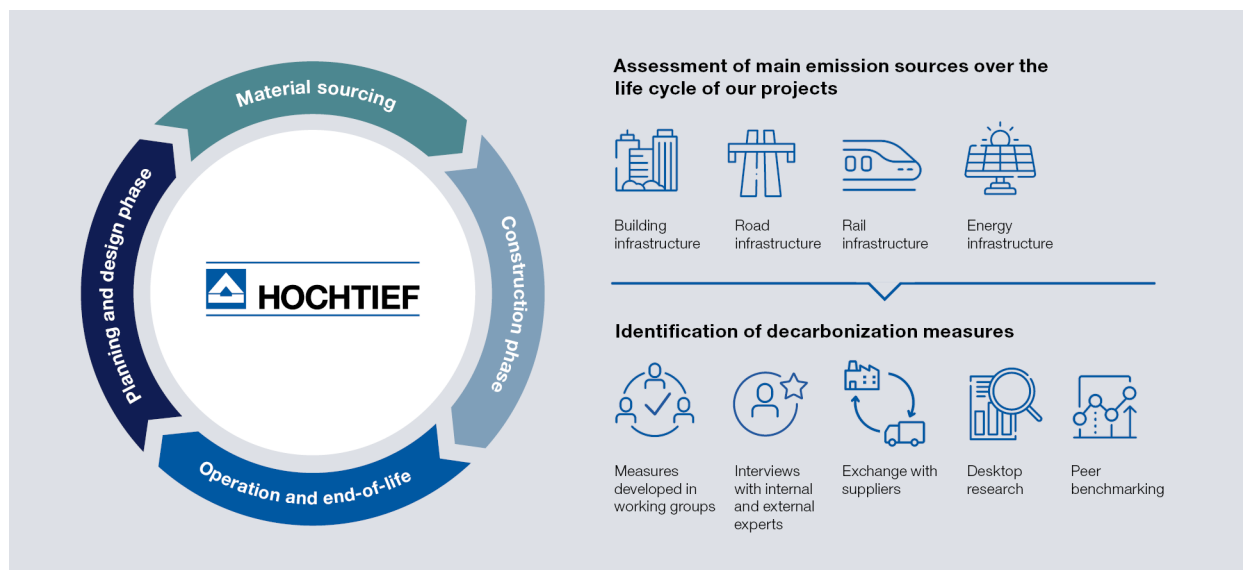 Material sourcing
Construction phase
Operation and end-of-life
Planning and design phase
HOCHTIEF
Assessment of main emission sources over the
life cycle of our projects
Building
infrastructure
Road
infrastructure
Rail
infrastructure
Energy
infrastructure
Identification of decarbonization measures
Measures
developed in
working groups
Interviews
with internal
and external
experts
Exchange with
suppliers
Desktop
research
Peer
benchmarking